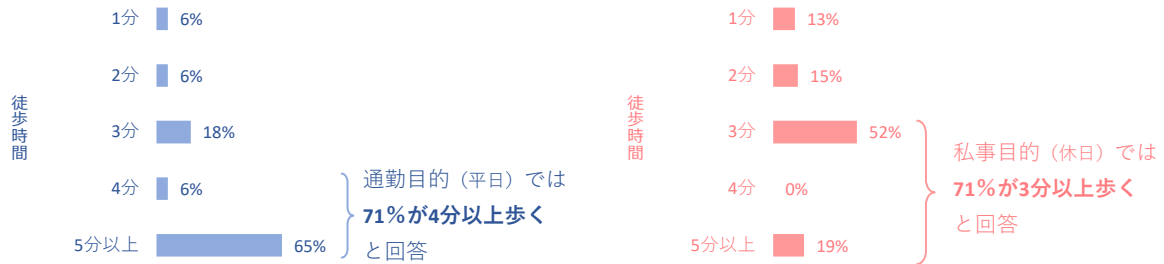 徒歩時間
1分 6%
2分 6%
3分 18%
4分 6%
5分以上 65%
通勤目的（平日）では
71%が4分以上歩く
と回答
徒歩時間
1分 13%
2分 15%
3分 52%
4分 0%
5分以上 19%
私事目的（休日）では
71%が3分以上歩く
と回答